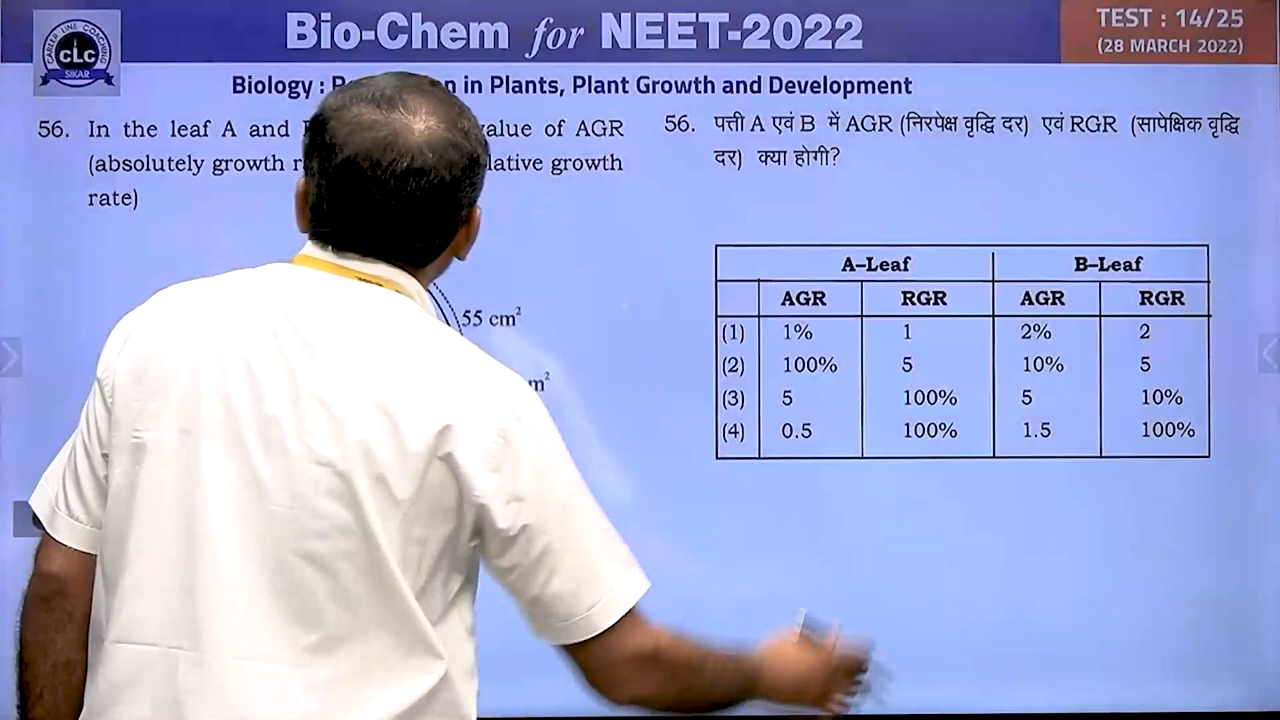 Bio-Chem for NEET-2022
TEST : 14/25
(28 MARCH 2022)
CAREER LINE COACHING
CLC
SIKAR
Biology : in Plants, Plant Growth and Development
56. In the leaf A and of AGR
(absolutely growth growth
rate)
55 cm²
56. पत्ती A एवं B में AGR (निरपेक्ष वृद्धि दर) एवं RGR (सापेक्षिक वृद्धि
दर) क्या होगी?
A–Leaf B–Leaf
AGR RGR AGR RGR
(1) 1% 1 2% 2
(2) 100% 5 10% 5
(3) 5 100% 5 10%
(4) 0.5 100% 1.5 100%